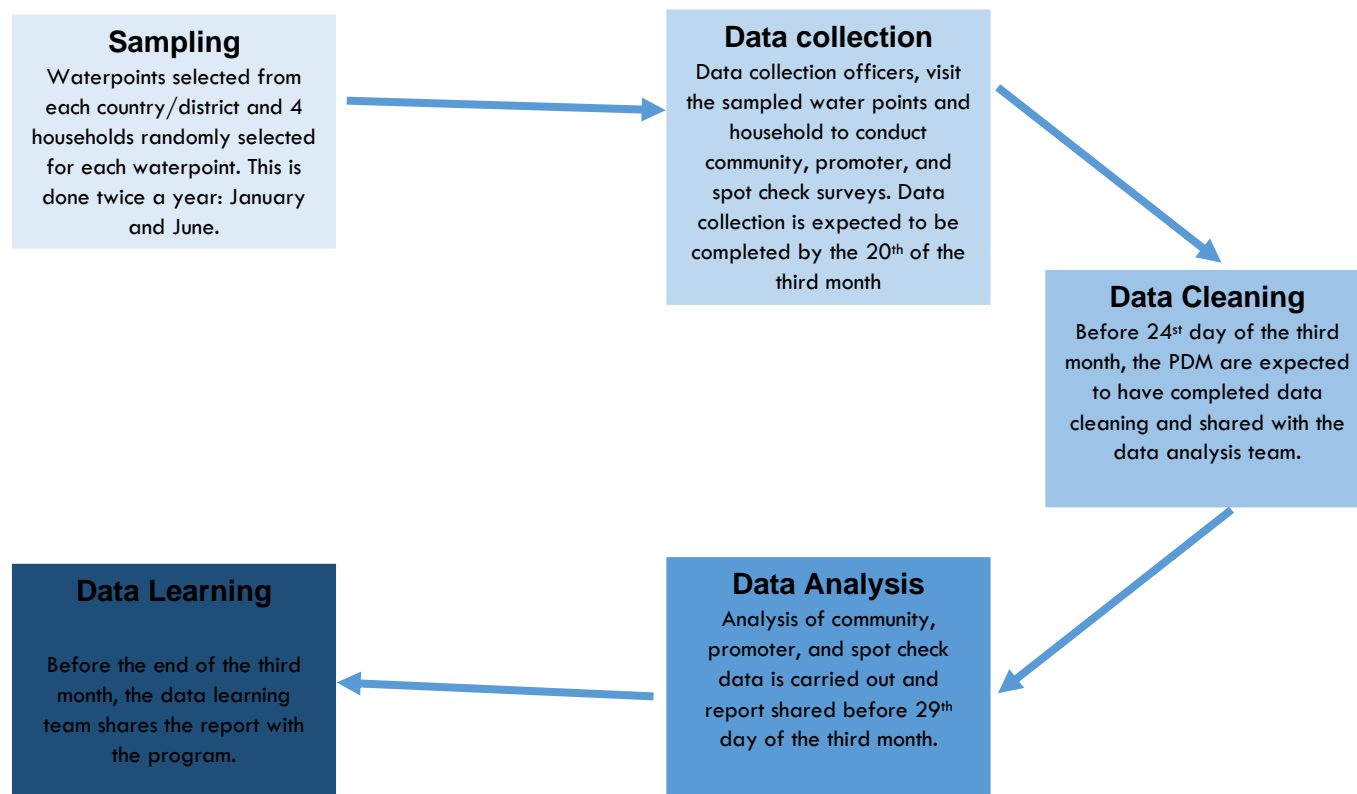 Sampling
Waterpoints selected from
each country/district and 4
households randomly selected
for each waterpoint. This is
done twice a year: January
and June.
Data collection
Data collection officers, visit
the sampled water points and
household to conduct
community, promoter, and
spot check surveys. Data
collection is expected to be
completed by the 20th of the
third month
Data Cleaning
Before 24st day of the third
month, the PDM are expected
to have completed data
cleaning and shared with the
data analysis team.
Data Analysis
Analysis of community,
promoter, and spot check
data is carried out and
report shared before 29th
day of the third month.
Data Learning
Before the end of the third
month, the data learning
team shares the report with
the program.